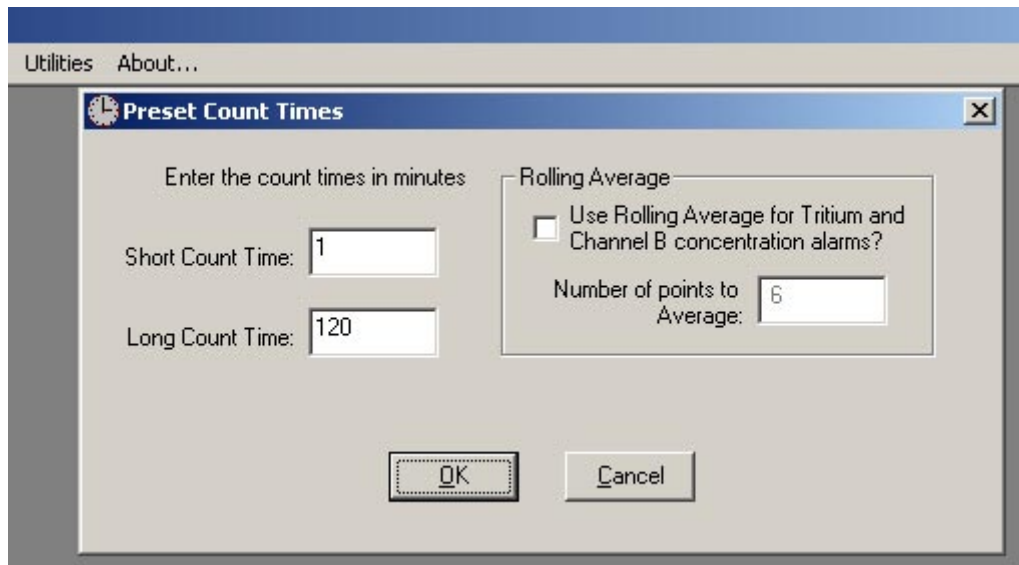 Utilities About...
Preset Count Times
Enter the count times in minutes
Short Count Time: 1
Long Count Time: 120
Rolling Average
Use Rolling Average for Tritium and
Channel B concentration alarms?
Number of points to
Average: 6
OK Cancel